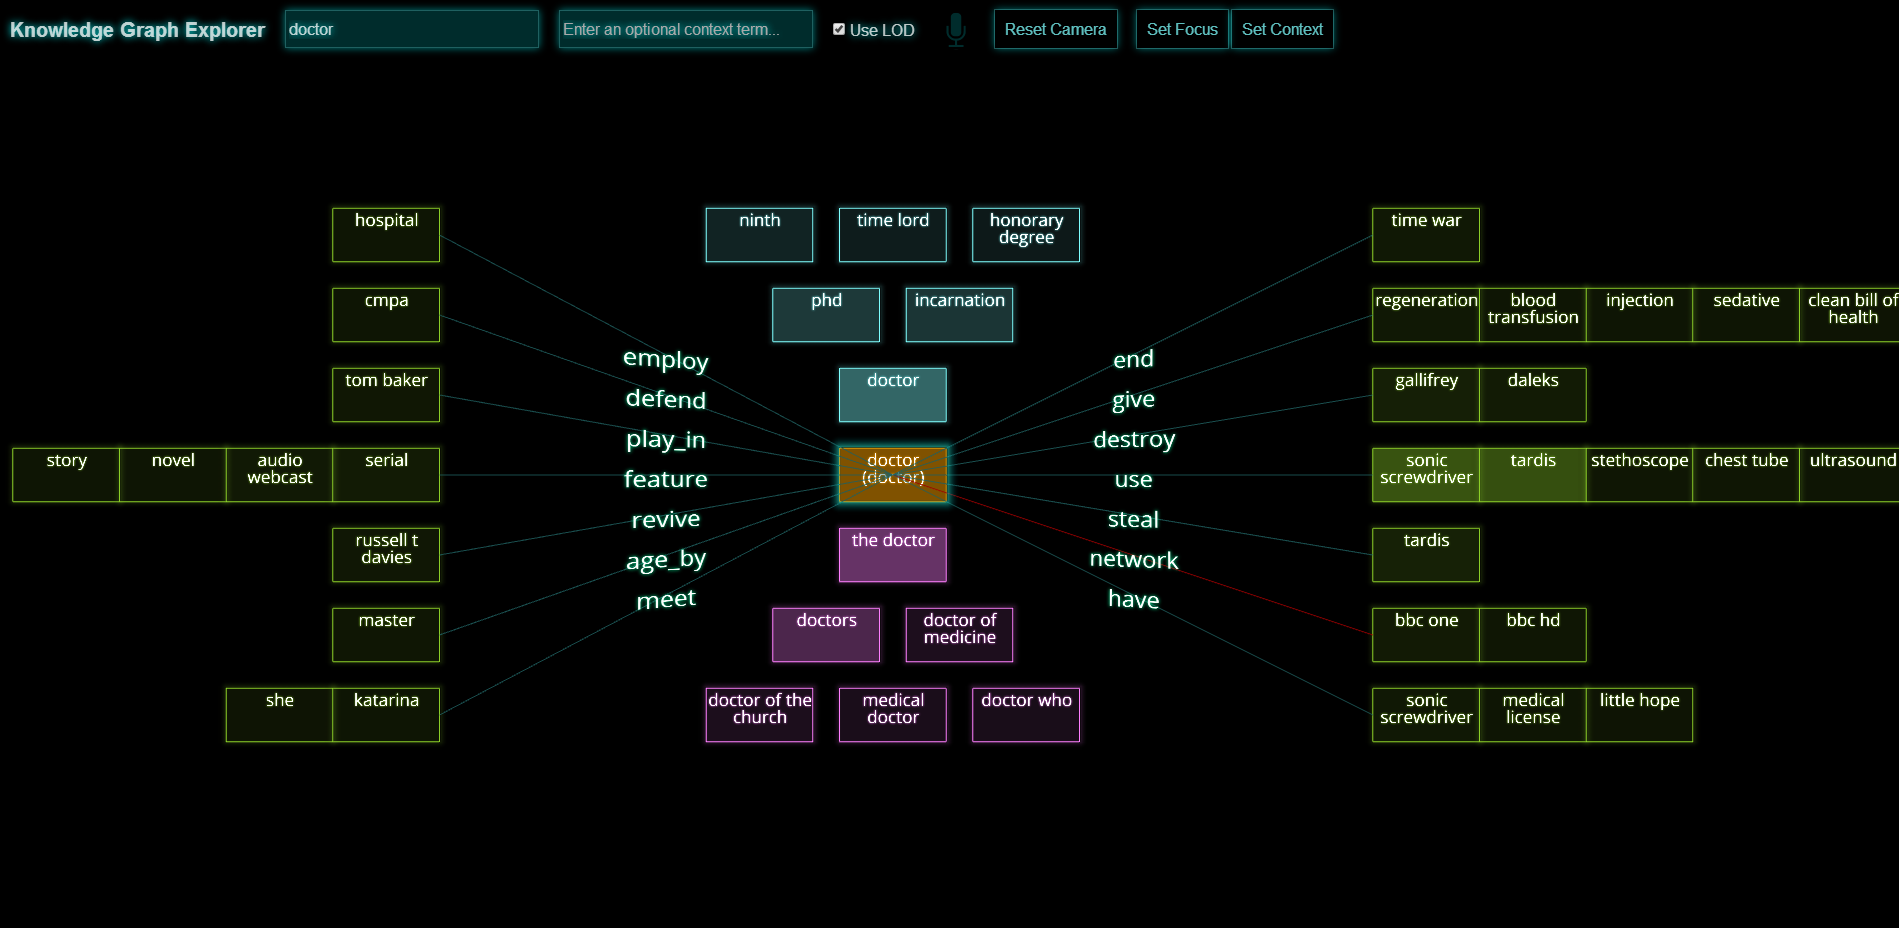 Knowledge Graph Explorer doctor Enter an optional context term... Use LOD Reset Camera Set Focus Set Context
hospital ninth time lord honorary time war
degree
cmpa phd incarnation regeneration blood injection sedative clean bill of
transfusion health
employ end
tom baker doctor gallifrey daleks
defend give
play_in destroy
story novel audio serial doctor sonic tardis stethoscope chest tube ultrasound
webcast (doctor) screwdriver
feature use
revive steal
russell t the doctor tardis
davies
age_by network
meet have
master doctors doctor of bbc one bbc hd
medicine
she katarina doctor of the medical doctor who sonic medical little hope
church doctor screwdriver license